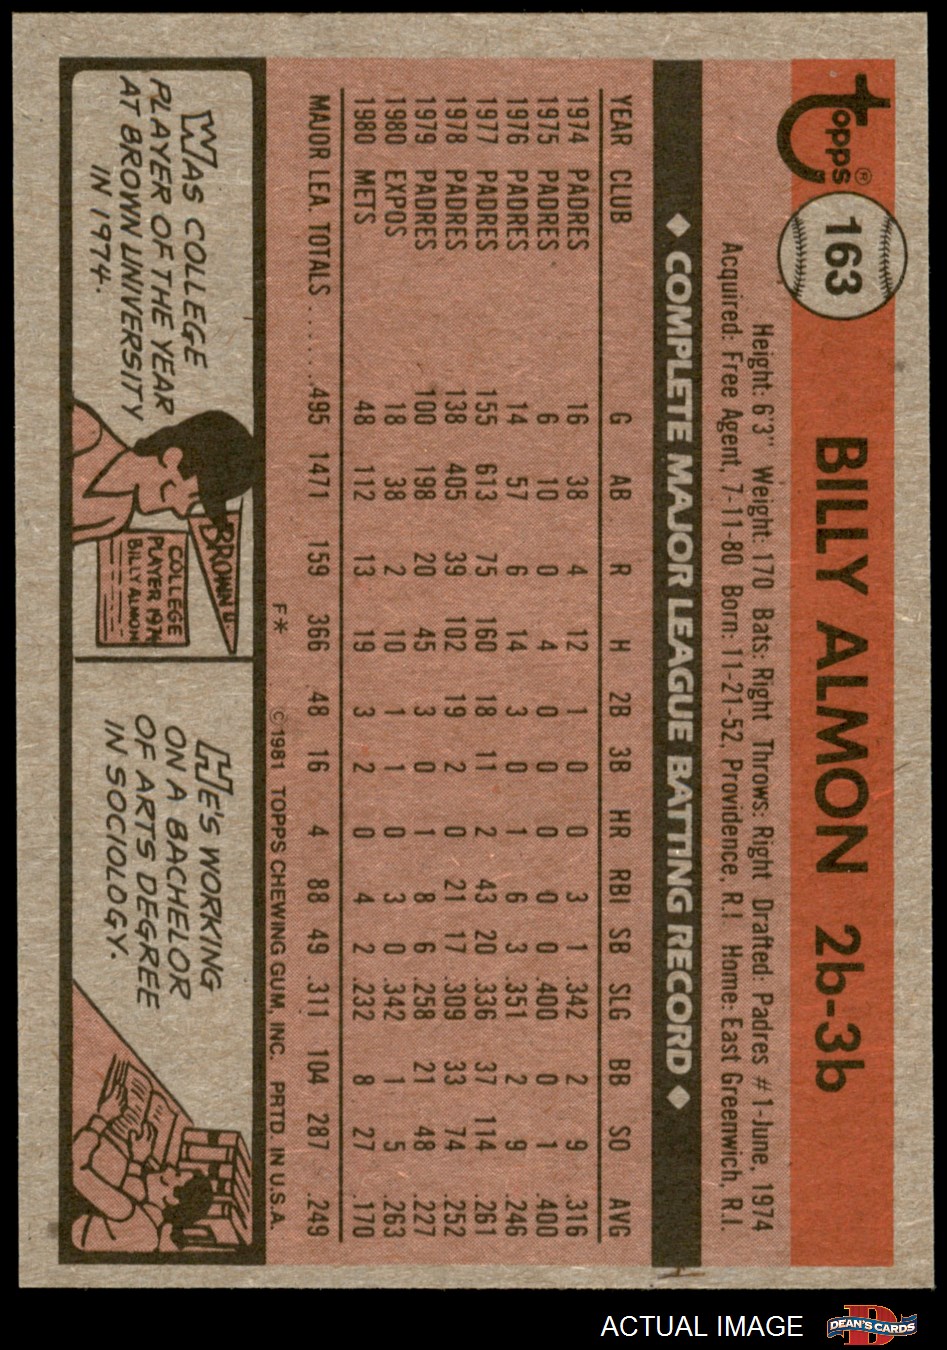 Topps®
163
BILLY ALMON 2b-3b
Height: 6'3" Weight: 170 Bats: Right Throws: Right Drafted: Padres #1-June, 1974
Acquired: Free Agent, 7-11-80 Born: 11-21-52, Providence, R.I. Home: East Greenwich, R.I.
◆ COMPLETE MAJOR LEAGUE BATTING RECORD ◆
YEAR CLUB G AB R H 2B 3B HR RBI SB SLG BB SO AVG
1974 PADRES 16 38 4 12 1 0 0 3 1 .342 2 9 .316
1975 PADRES 6 10 0 4 0 0 0 0 0 .400 0 1 .400
1976 PADRES 14 57 6 14 3 0 1 6 3 .351 2 9 .246
1977 PADRES 155 613 75 160 18 11 2 43 20 .336 37 114 .261
1978 PADRES 138 405 39 102 19 2 0 21 17 .309 33 74 .252
1979 PADRES 100 198 20 45 3 0 1 8 6 .258 21 48 .227
1980 EXPOS 18 38 2 10 1 1 0 3 0 .342 1 5 .263
1980 METS 48 112 13 19 3 2 0 4 2 .232 8 27 .170
MAJOR LEA. TOTALS ...... 495 1471 159 366 48 16 4 88 49 .311 104 287 .249
F* ©1981 TOPPS CHEWING GUM, INC. PRTD. IN U.S.A.
WAS COLLEGE
PLAYER OF THE YEAR
AT BROWN UNIVERSITY
IN 1974.
BROWN U.
COLLEGE
PLAYER 1974
BILLY ALMON
HE'S WORKING
ON A BACHELOR
OF ARTS DEGREE
IN SOCIOLOGY.
ACTUAL IMAGE
D
DEAN'S CARDS